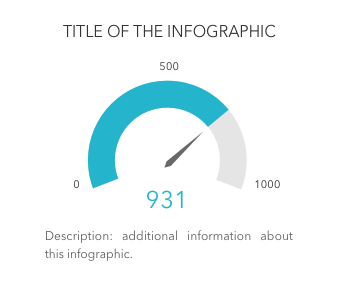 TITLE OF THE INFOGRAPHIC
500
0
1000
931
Description: additional information about
this infographic.